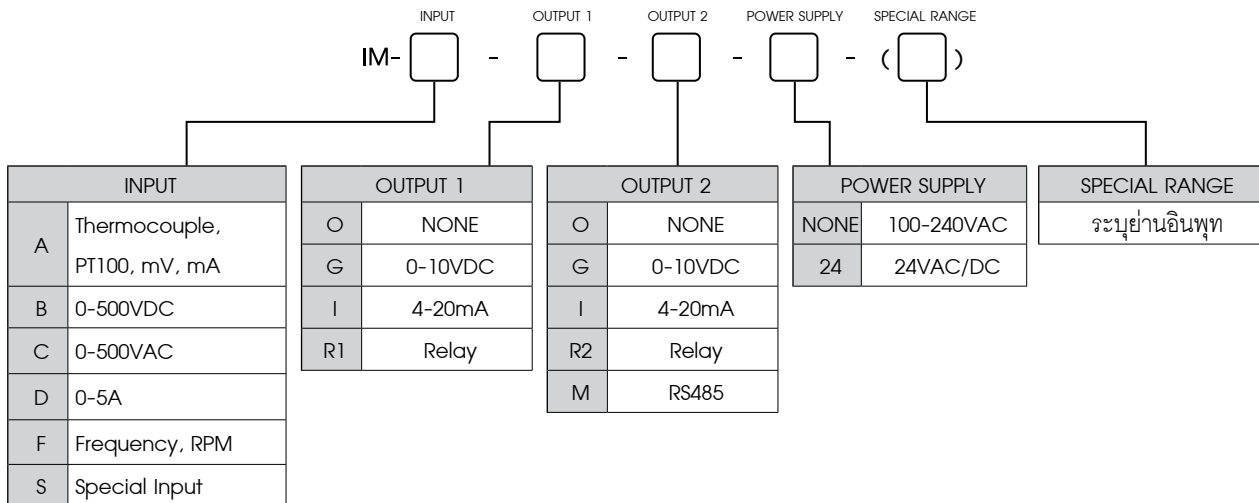 INPUT OUTPUT 1 OUTPUT 2 POWER SUPPLY SPECIAL RANGE
IM- - - - - ( )
INPUT
A Thermocouple,
PT100, mV, mA
B 0-500VDC
C 0-500VAC
D 0-5A
F Frequency, RPM
S Special Input
OUTPUT 1
O NONE
G 0-10VDC
I 4-20mA
R1 Relay
OUTPUT 2
O NONE
G 0-10VDC
I 4-20mA
R2 Relay
M RS485
POWER SUPPLY
NONE 100-240VAC
24 24VAC/DC
SPECIAL RANGE
ระบุย่านอินพุท